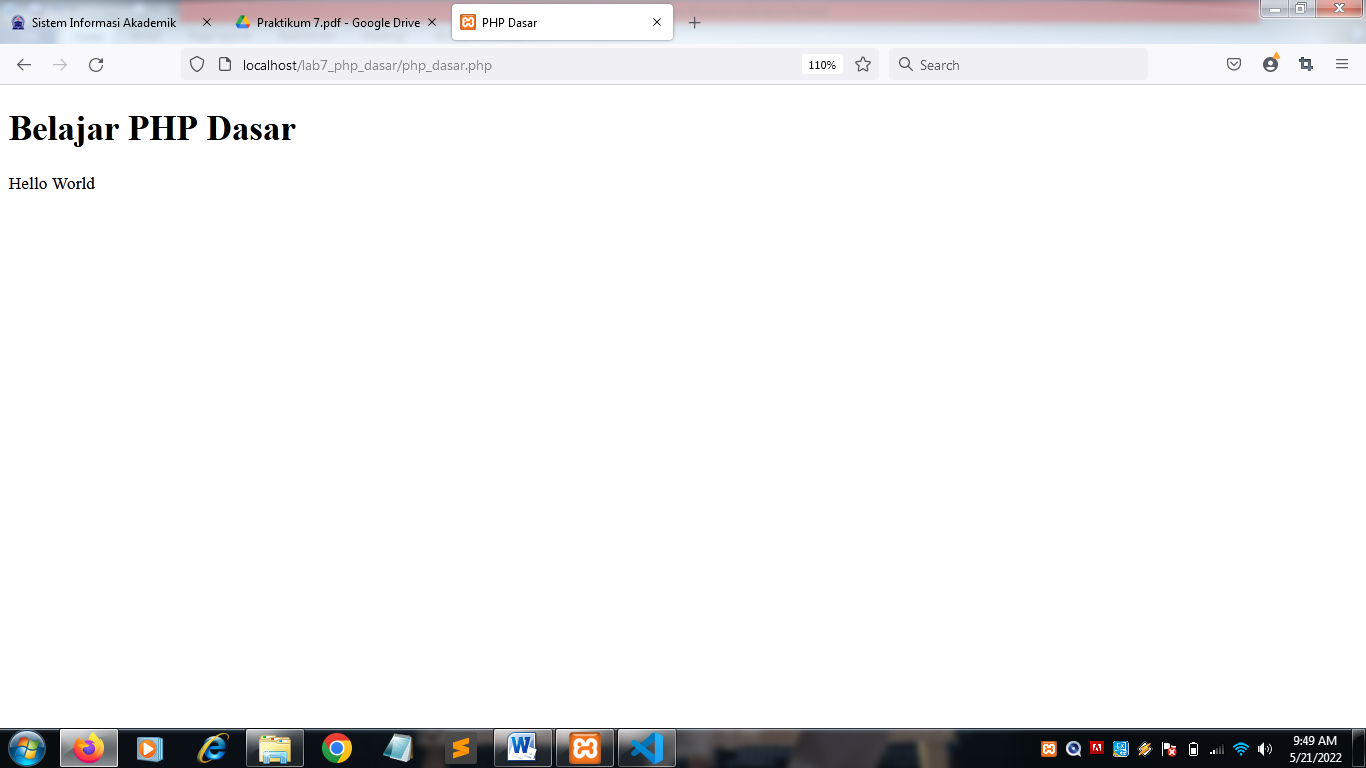 Sistem Informasi Akademik
Praktikum 7.pdf - Google Drive
PHP Dasar
localhost/lab7_php_dasar/php_dasar.php
110%
Search
Belajar PHP Dasar
Hello World
9:49 AM
5/21/2022